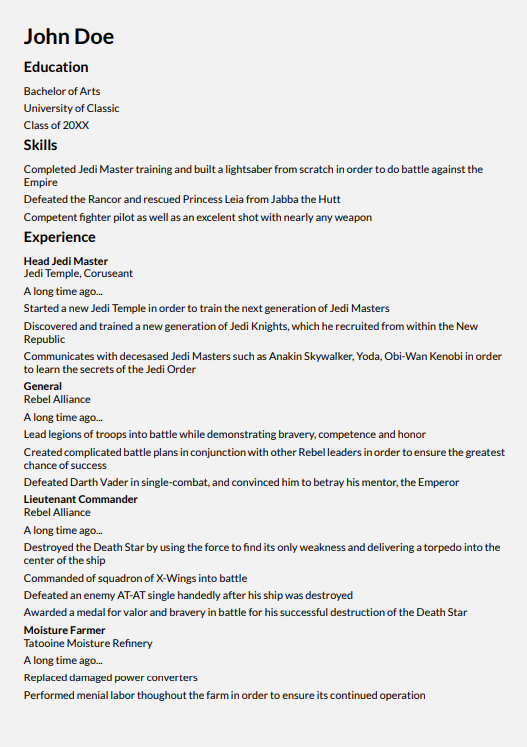 John Doe
Education
Bachelor of Arts
University of Classic
Class of 20XX
Skills
Completed Jedi Master training and built a lightsaber from scratch in order to do battle against the
Empire
Defeated the Rancor and rescued Princess Leia from Jabba the Hutt
Competent fighter pilot as well as an excelent shot with nearly any weapon
Experience
Head Jedi Master
Jedi Temple, Coruseant
A long time ago...
Started a new Jedi Temple in order to train the next generation of Jedi Masters
Discovered and trained a new generation of Jedi Knights, which he recruited from within the New
Republic
Communicates with decesased Jedi Masters such as Anakin Skywalker, Yoda, Obi-Wan Kenobi in order
to learn the secrets of the Jedi Order
General
Rebel Alliance
A long time ago...
Lead legions of troops into battle while demonstrating bravery, competence and honor
Created complicated battle plans in conjunction with other Rebel leaders in order to ensure the greatest
chance of success
Defeated Darth Vader in single-combat, and convinced him to betray his mentor, the Emperor
Lieutenant Commander
Rebel Alliance
A long time ago...
Destroyed the Death Star by using the force to find its only weakness and delivering a torpedo into the
center of the ship
Commanded of squadron of X-Wings into battle
Defeated an enemy AT-AT single handedly after his ship was destroyed
Awarded a medal for valor and bravery in battle for his successful destruction of the Death Star
Moisture Farmer
Tatooine Moisture Refinery
A long time ago...
Replaced damaged power converters
Performed menial labor thoughout the farm in order to ensure its continued operation